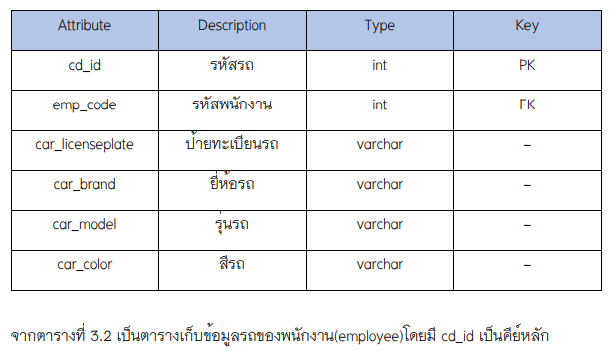 Attribute Description Type Key
cd_id รหัสรถ int PK
emp_code รหัสพนักงาน int FK
car_licenseplate ป้ายทะเบียนรถ varchar -
car_brand ยี่ห้อรถ varchar -
car_model รุ่นรถ varchar -
car_color สีรถ varchar -
จากตารางที่ 3.2 เป็นตารางเก็บข้อมูลรถของพนักงาน(employee)โดยมี cd_id เป็นคีย์หลัก